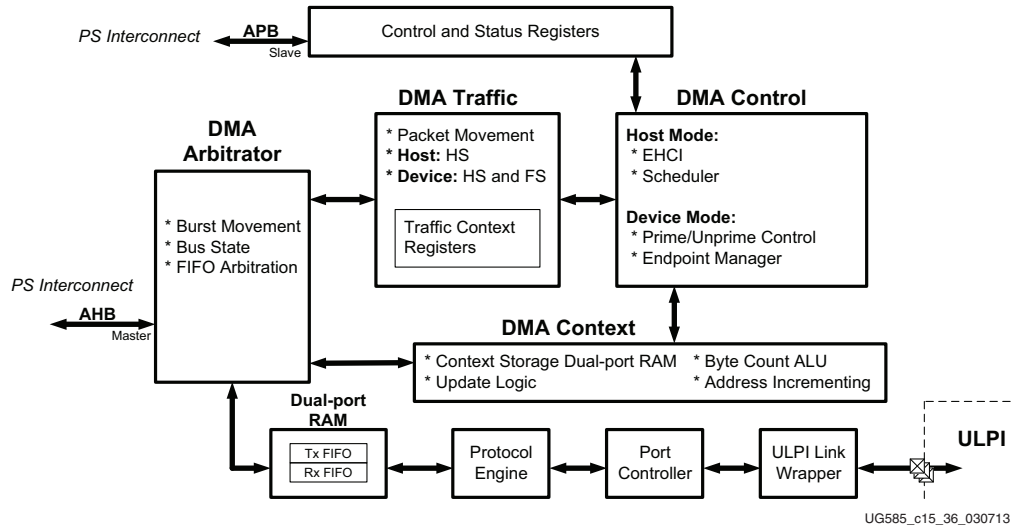 PS Interconnect
APB
Slave
Control and Status Registers
DMA Traffic
* Packet Movement
* Host: HS
* Device: HS and FS
Traffic Context
Registers
DMA Control
Host Mode:
* EHCI
* Scheduler
Device Mode:
* Prime/Unprime Control
* Endpoint Manager
DMA
Arbitrator
* Burst Movement
* Bus State
* FIFO Arbitration
PS Interconnect
AHB
Master
DMA Context
* Context Storage Dual-port RAM
* Update Logic
* Byte Count ALU
* Address Incrementing
Dual-port
RAM
Tx FIFO
Rx FIFO
Protocol
Engine
Port
Controller
ULPI Link
Wrapper
ULPI
UG585_c15_36_030713